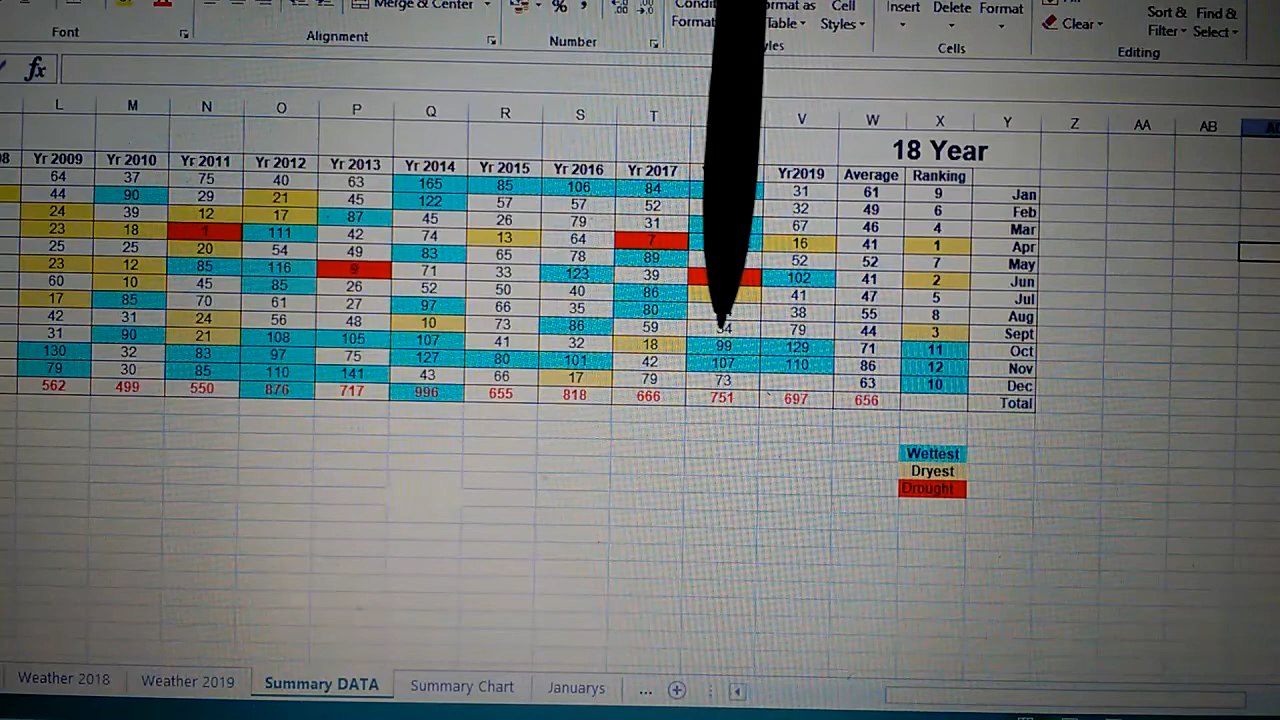 Merge & Center % ,
Format as Cell Insert Delete Format
Format Table Styles Clear Sort & Find &
Filter Select
Font Alignment Number Cells Editing
fx
L M N O P Q R S T V W X Y Z AA AB
18 Year
Yr 2009 Yr 2010 Yr 2011 Yr 2012 Yr 2013 Yr 2014 Yr 2015 Yr 2016 Yr 2017 Yr2019 Average Ranking
64 37 75 40 63 165 85 106 84 31 61 9 Jan
44 90 29 21 45 122 57 57 52 32 49 6 Feb
24 39 12 17 87 45 26 79 31 67 46 4 Mar
23 18 1 111 42 74 13 64 7 16 41 1 Apr
25 25 20 54 49 83 65 78 89 52 52 7 May
23 12 85 116 9 71 33 123 39 102 41 2 Jun
60 10 45 85 26 52 50 40 86 41 47 5 Jul
17 85 70 61 27 97 66 35 80 38 55 8 Aug
42 31 24 56 48 10 73 86 59 79 44 3 Sept
31 90 21 108 105 107 41 32 18 99 129 71 11 Oct
130 32 83 97 75 127 80 101 42 107 110 86 12 Nov
79 30 85 110 141 43 66 17 79 73 63 10 Dec
562 499 550 876 717 996 655 818 666 751 697 656 Total
Wettest
Dryest
Drought
Weather 2018 Weather 2019 Summary DATA Summary Chart Januarys ...